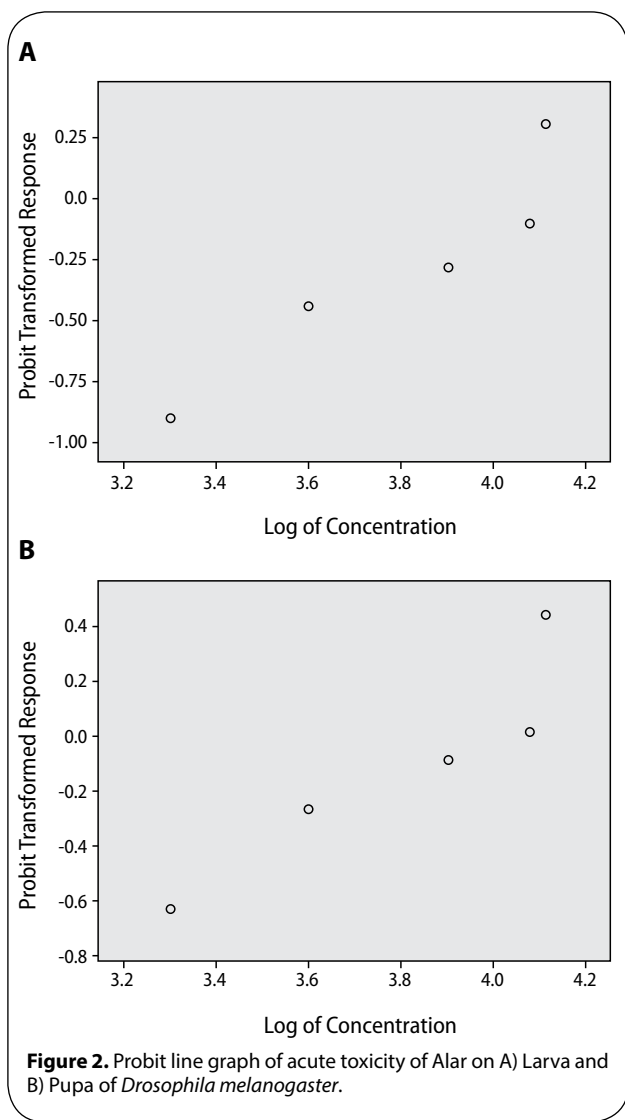 A
Probit Transformed Response
0.25
0.0
-0.25
-0.50
-0.75
-1.00
3.2 3.4 3.6 3.8 4.0 4.2
Log of Concentration
B
Probit Transformed Response
0.4
0.2
0.0
-0.2
-0.4
-0.6
-0.8
3.2 3.4 3.6 3.8 4.0 4.2
Log of Concentration
Figure 2. Probit line graph of acute toxicity of Alar on A) Larva and
B) Pupa of Drosophila melanogaster.